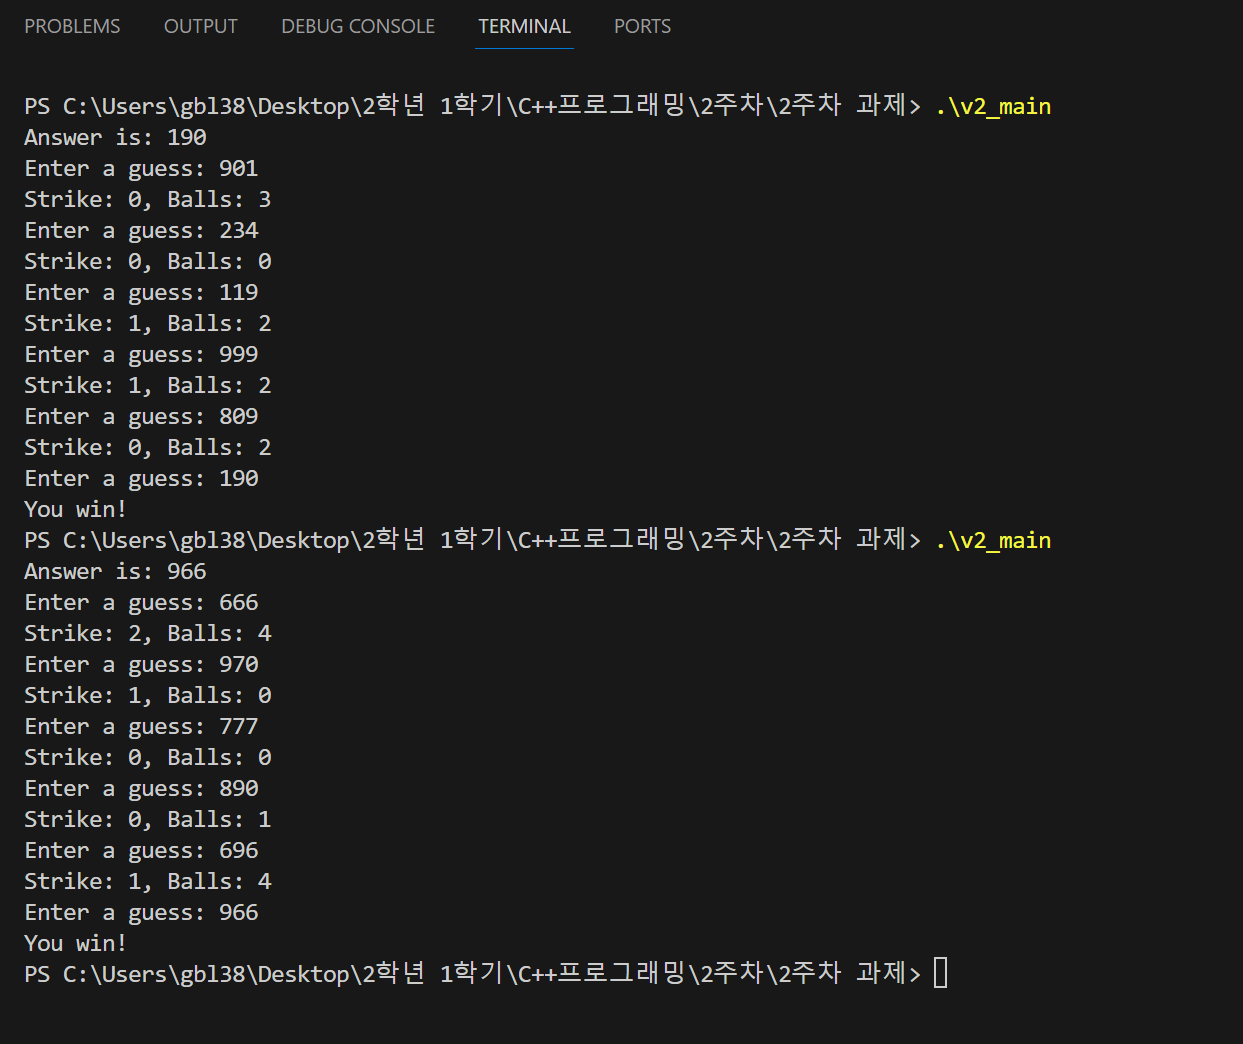 PROBLEMS OUTPUT DEBUG CONSOLE TERMINAL PORTS
PS C:\Users\gbl38\Desktop\2학년 1학기\C++프로그래밍\2주차\2주차 과제> .\v2_main
Answer is: 190
Enter a guess: 901
Strike: 0, Balls: 3
Enter a guess: 234
Strike: 0, Balls: 0
Enter a guess: 119
Strike: 1, Balls: 2
Enter a guess: 999
Strike: 1, Balls: 2
Enter a guess: 809
Strike: 0, Balls: 2
Enter a guess: 190
You win!
PS C:\Users\gbl38\Desktop\2학년 1학기\C++프로그래밍\2주차\2주차 과제> .\v2_main
Answer is: 966
Enter a guess: 666
Strike: 2, Balls: 4
Enter a guess: 970
Strike: 1, Balls: 0
Enter a guess: 777
Strike: 0, Balls: 0
Enter a guess: 890
Strike: 0, Balls: 1
Enter a guess: 696
Strike: 1, Balls: 4
Enter a guess: 966
You win!
PS C:\Users\gbl38\Desktop\2학년 1학기\C++프로그래밍\2주차\2주차 과제>